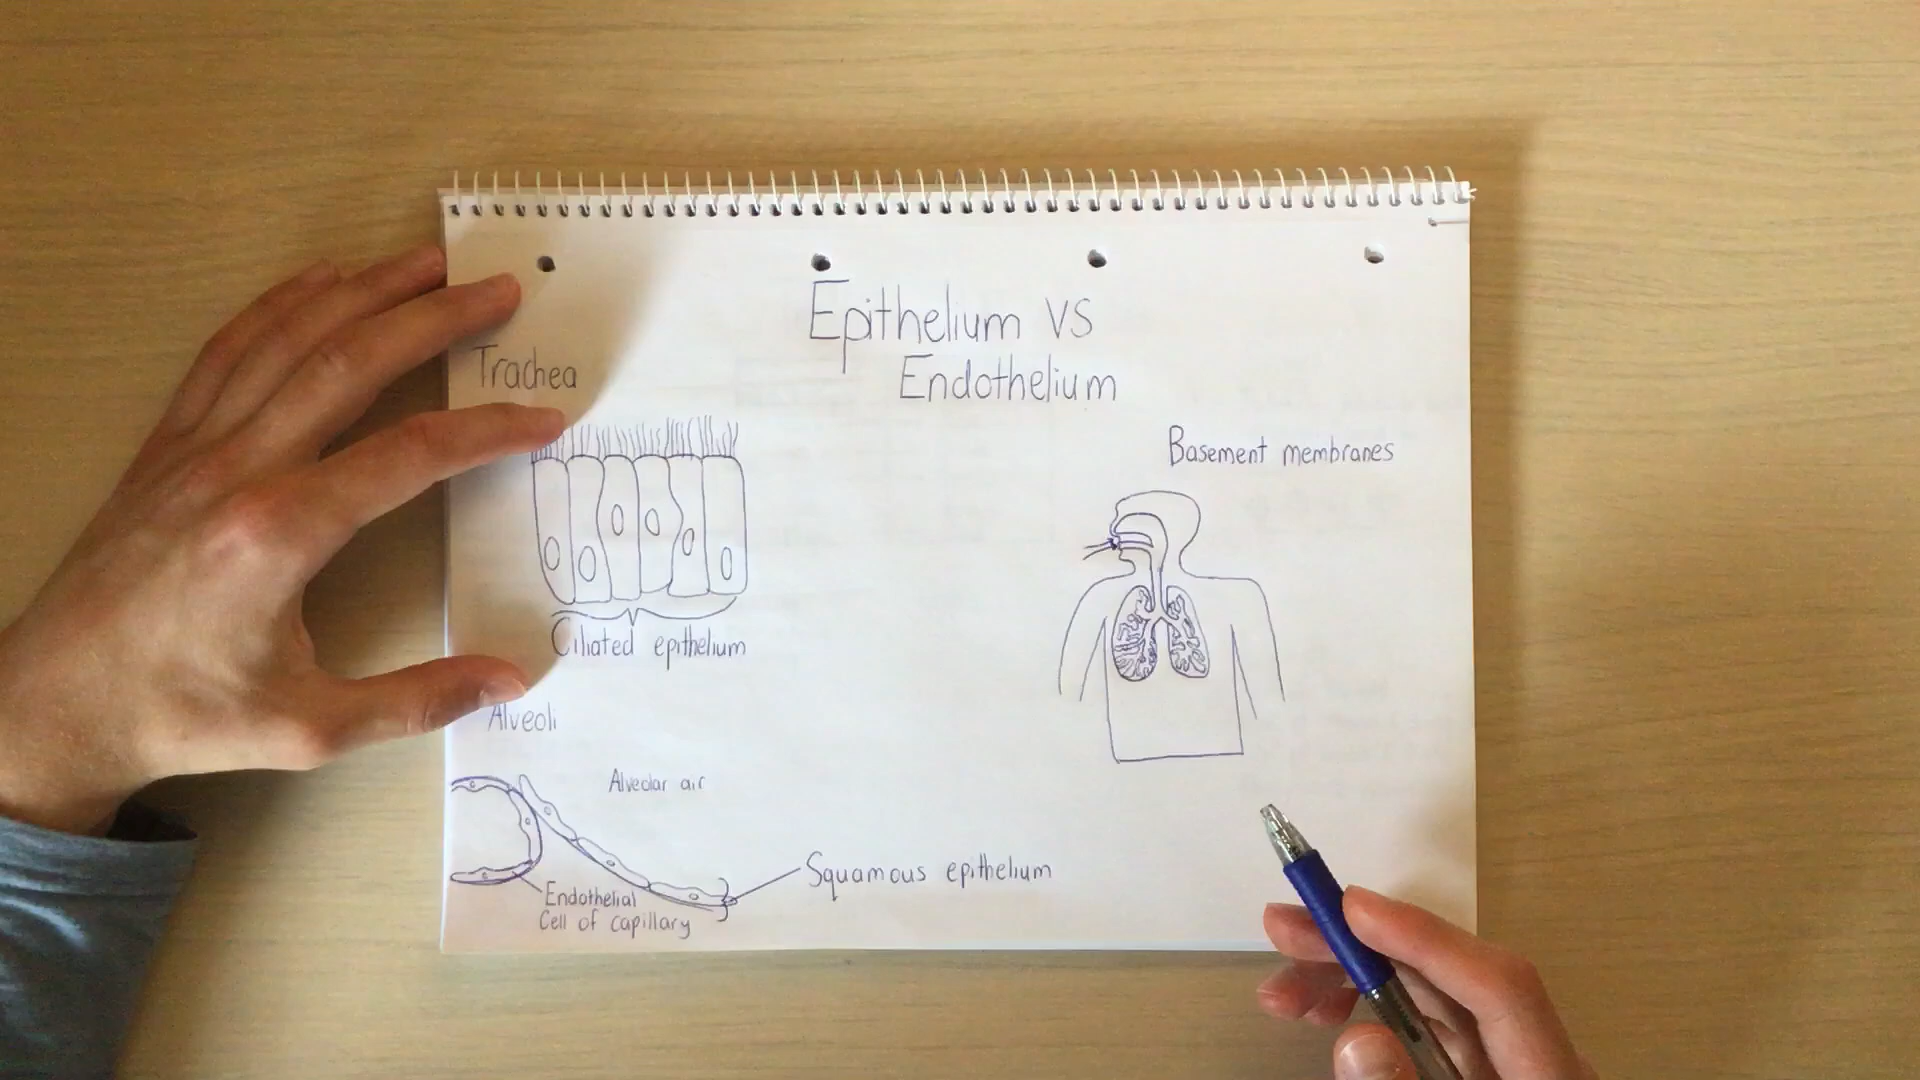 Epithelium VS
Endothelium
Trachea
Basement membranes
Ciliated epithelium
Alveoli
Alveolar air
Squamous epithelium
Endothelial
Cell of capillary